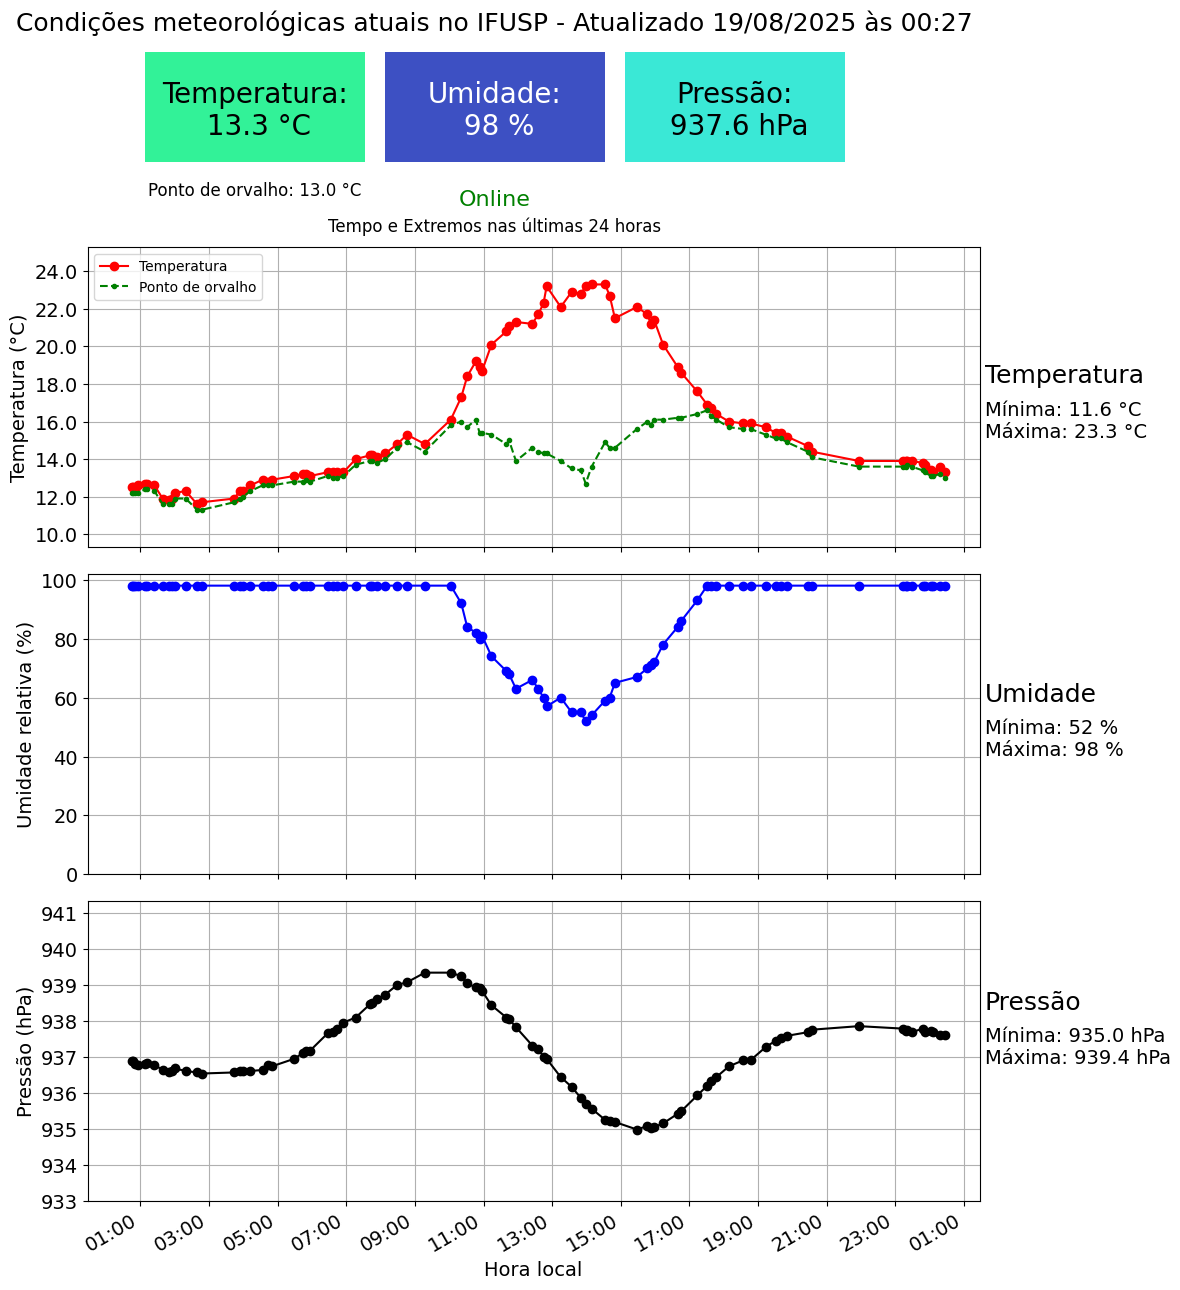 Condições meteorológicas atuais no IFUSP - Atualizado 19/08/2025 às 00:27
Temperatura:
13.3 °C
Umidade:
98 %
Pressão:
937.6 hPa
Ponto de orvalho: 13.0 °C
Online
Tempo e Extremos nas últimas 24 horas
Temperatura
Ponto de orvalho
Temperatura (°C)
24.0
22.0
20.0
18.0
16.0
14.0
12.0
10.0
Temperatura
Mínima: 11.6 °C
Máxima: 23.3 °C
Umidade relativa (%)
100
80
60
40
20
0
Umidade
Mínima: 52 %
Máxima: 98 %
Pressão (hPa)
941
940
939
938
937
936
935
934
933
Pressão
Mínima: 935.0 hPa
Máxima: 939.4 hPa
01:00 03:00 05:00 07:00 09:00 11:00 13:00 15:00 17:00 19:00 21:00 23:00 01:00
Hora local